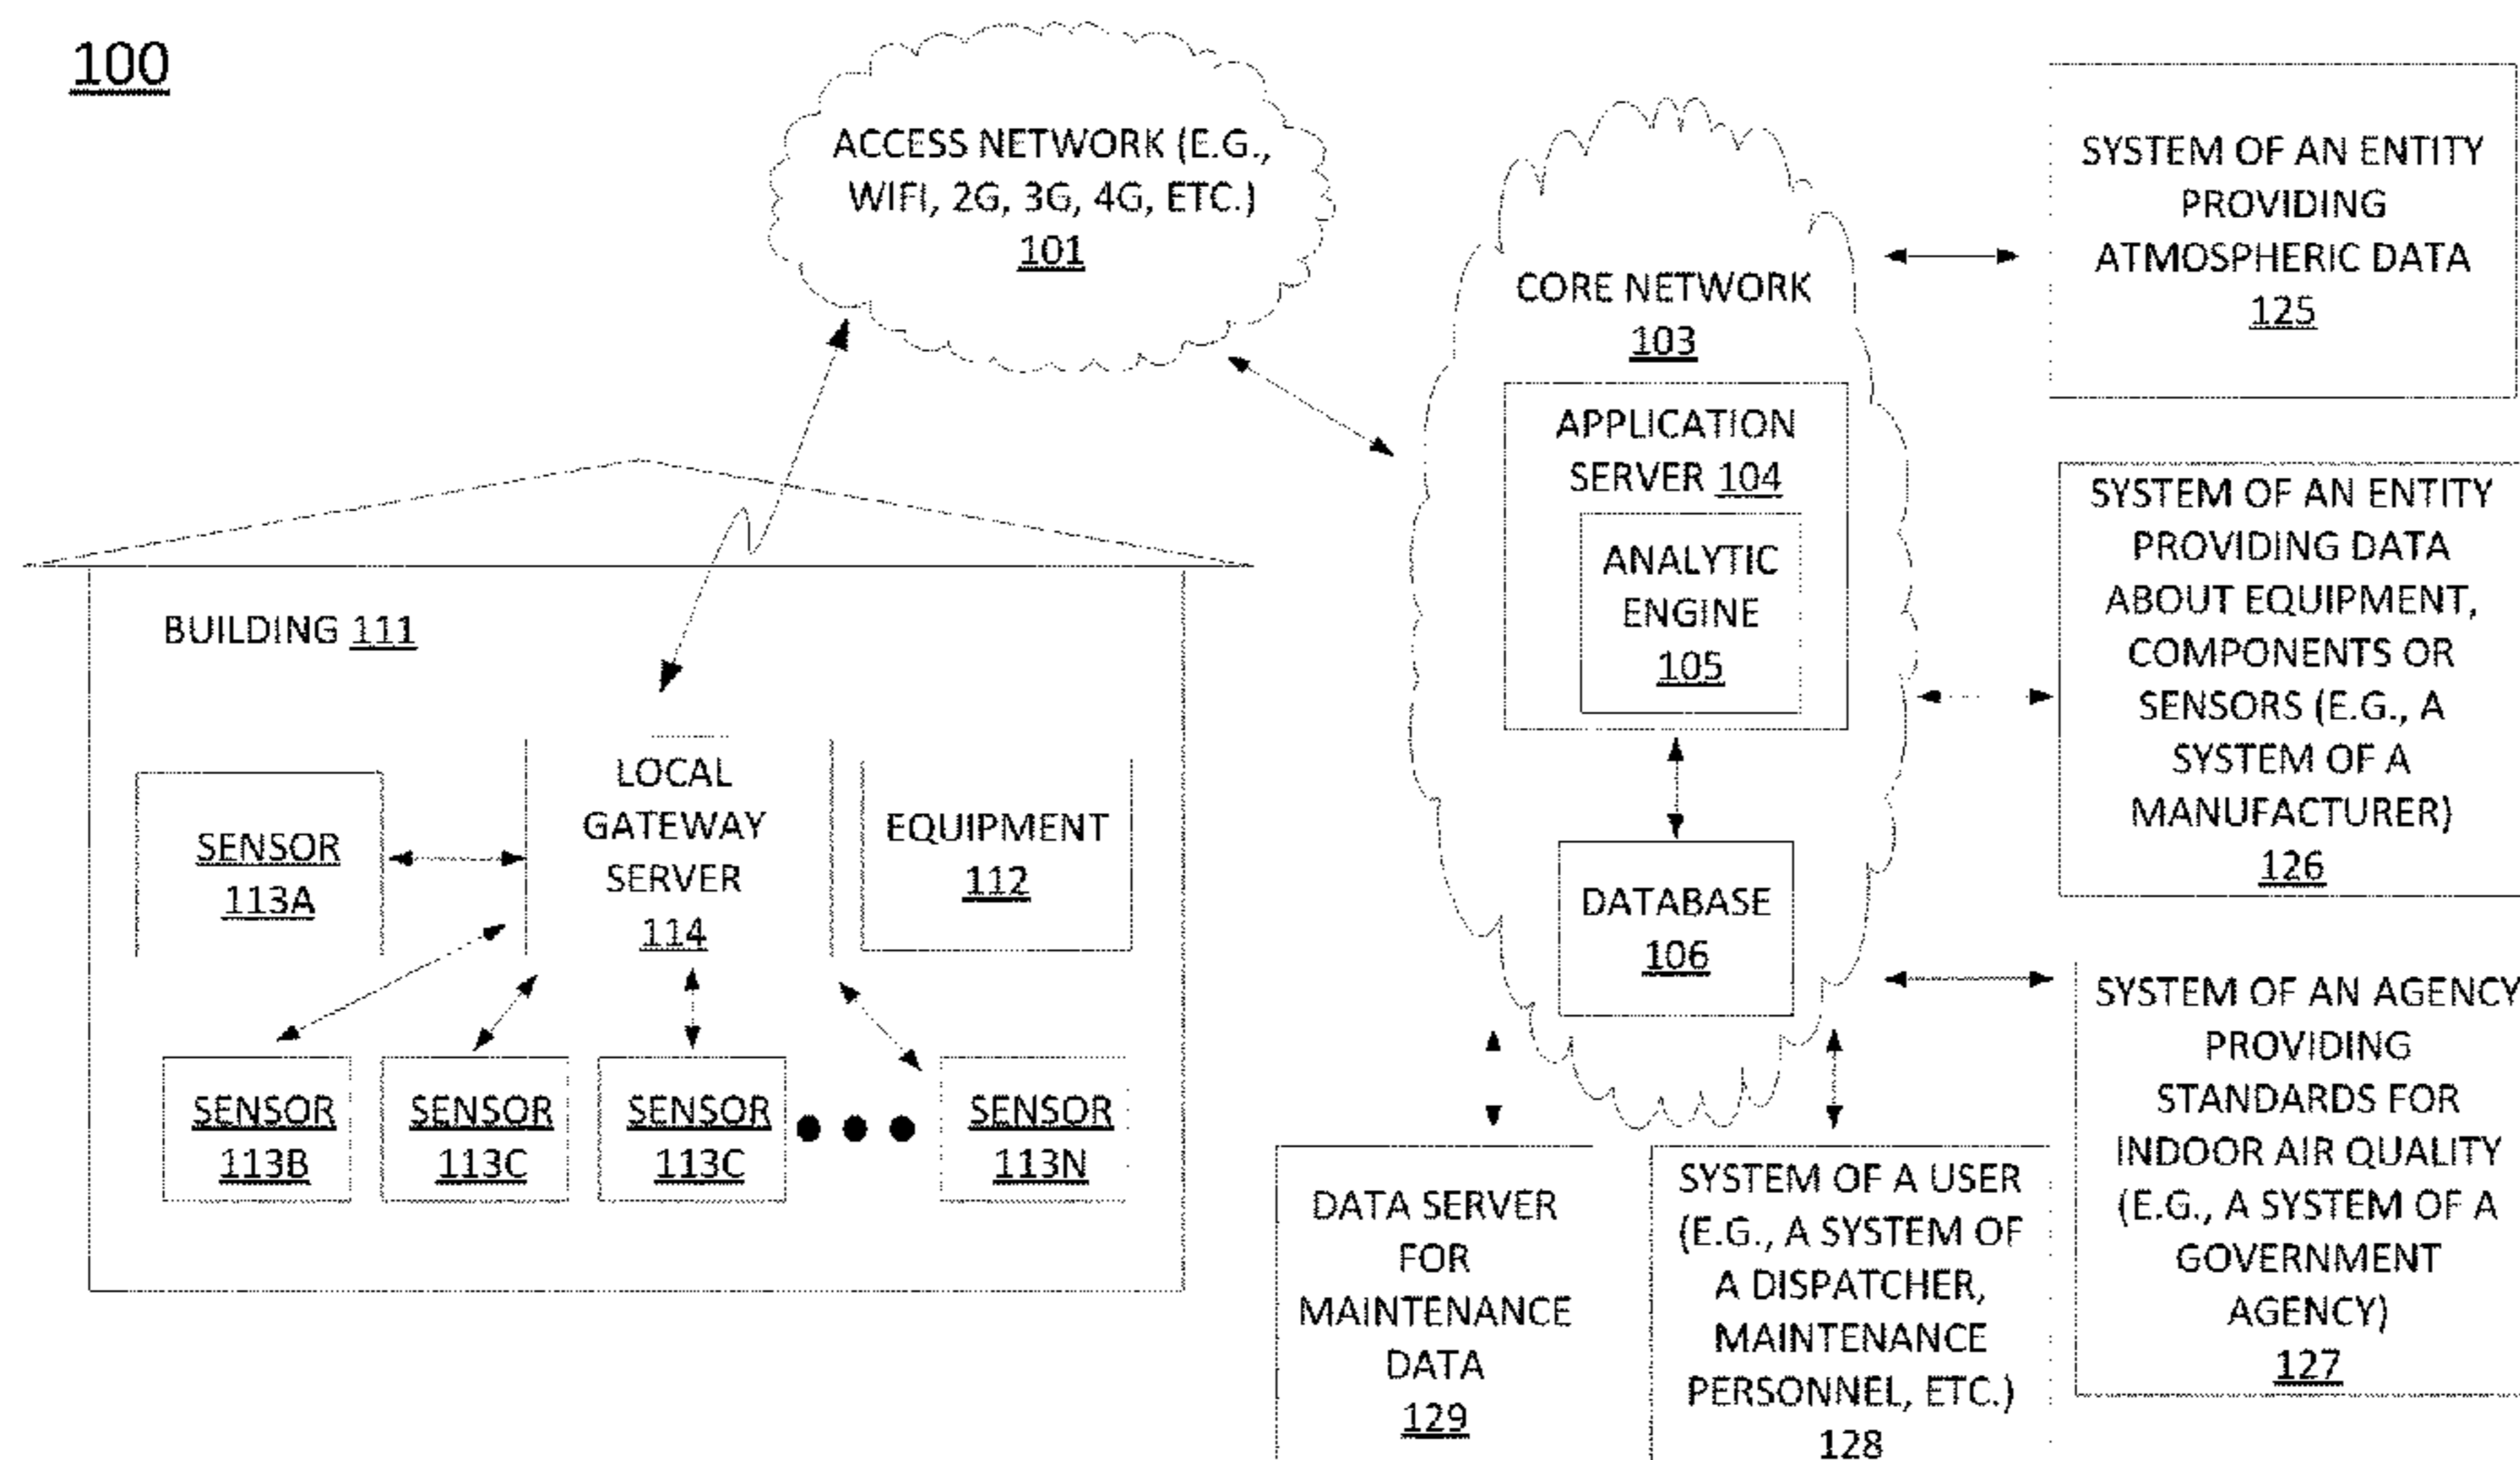 100
ACCESS NETWORK (E.G.,
WIFI, 2G, 3G, 4G, ETC.)
101
CORE NETWORK
103
APPLICATION
SERVER 104
ANALYTIC
ENGINE
105
DATABASE
106
SYSTEM OF AN ENTITY
PROVIDING
ATMOSPHERIC DATA
125
SYSTEM OF AN ENTITY
PROVIDING DATA
ABOUT EQUIPMENT,
COMPONENTS OR
SENSORS (E.G., A
SYSTEM OF A
MANUFACTURER)
126
SYSTEM OF AN AGENCY
PROVIDING
STANDARDS FOR
INDOOR AIR QUALITY
(E.G., A SYSTEM OF A
GOVERNMENT
AGENCY)
127
BUILDING 111
LOCAL
GATEWAY
SERVER
114
EQUIPMENT
112
SENSOR
113A
SENSOR
113B
SENSOR
113C
SENSOR
113C
SENSOR
113N
DATA SERVER
FOR
MAINTENANCE
DATA
129
SYSTEM OF A USER
(E.G., A SYSTEM OF
A DISPATCHER,
MAINTENANCE
PERSONNEL, ETC.)
128